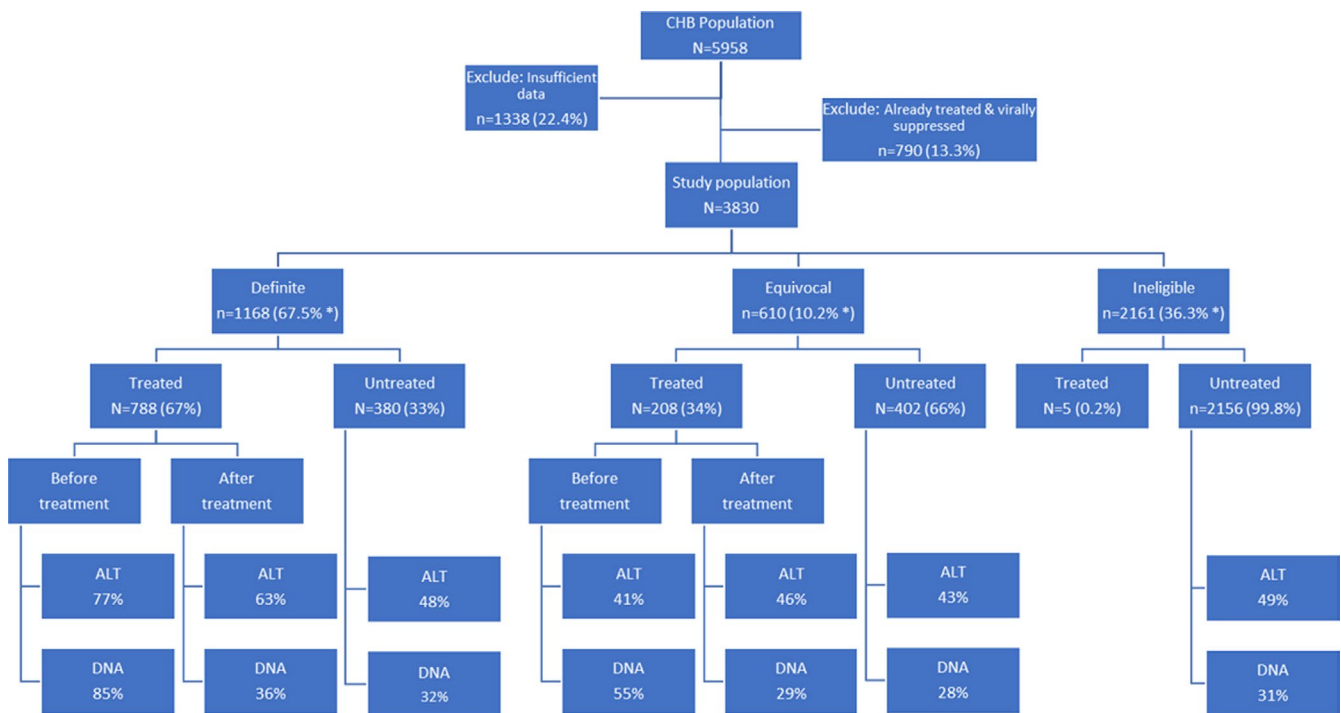 CHB Population
N=5958
Exclude: Insufficient
data
n=1338 (22.4%)
Exclude: Already treated & virally
suppressed
n=790 (13.3%)
Study population
N=3830
Definite
n=1168 (67.5% *)
Equivocal
n=610 (10.2% *)
Ineligible
n=2161 (36.3% *)
Treated
N=788 (67%)
Untreated
N=380 (33%)
Treated
N=208 (34%)
Untreated
N=402 (66%)
Treated
N=5 (0.2%)
Untreated
n=2156 (99.8%)
Before
treatment
After
treatment
Before
treatment
After
treatment
ALT
77%
ALT
63%
ALT
48%
ALT
41%
ALT
46%
ALT
43%
ALT
49%
DNA
85%
DNA
36%
DNA
32%
DNA
55%
DNA
29%
DNA
28%
DNA
31%